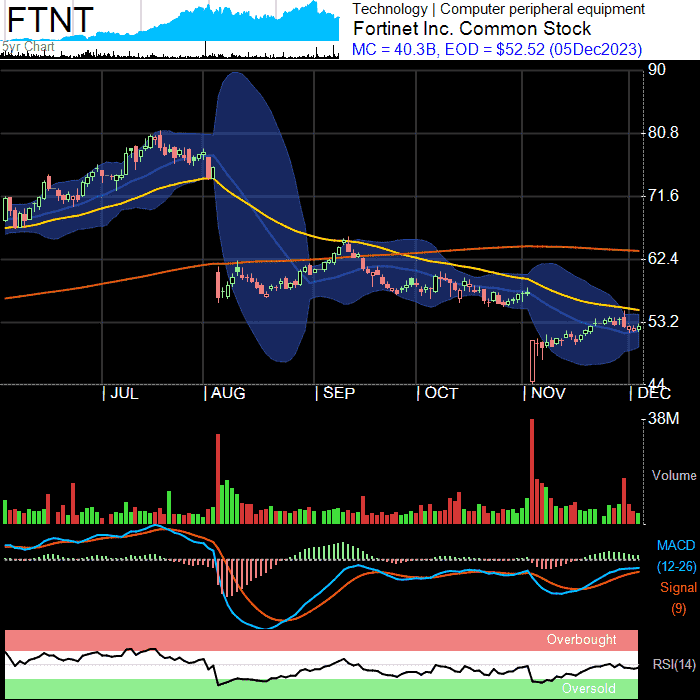 FTNT
5yr Chart
Technology | Computer peripheral equipment
Fortinet Inc. Common Stock
MC = 40.3B, EOD = $52.52 (05Dec2023)
90
80.8
71.6
62.4
53.2
44
JUL AUG SEP OCT NOV DEC
38M
Volume
MACD
(12-26)
Signal
(9)
Overbought
RSI(14)
Oversold